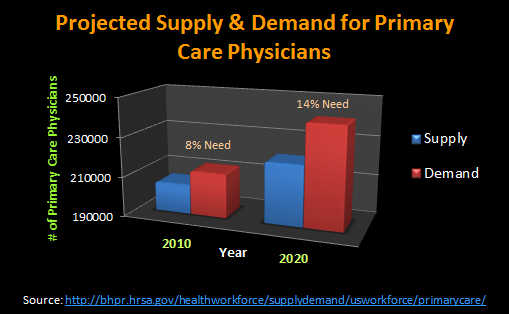 Projected Supply & Demand for Primary
Care Physicians
# of Primary Care Physicians
250000
230000
210000
190000
8% Need
14% Need
2010
2020
Year
Supply
Demand
Source: http://bhpr.hrsa.gov/healthworkforce/supplydemand/usworkforce/primarycare/